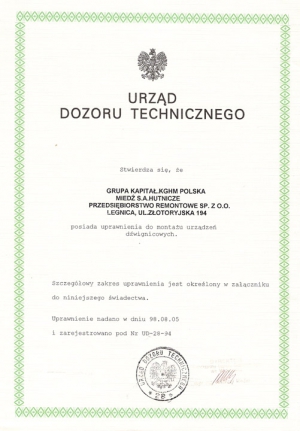 URZĄD
DOZORU TECHNICZNEGO
Stwierdza się, że
GRUPA KAPITAŁ.KGHM POLSKA
MIEDŹ S.A.HUTNICZE
PRZEDSIĘBIORSTWO REMONTOWE SP. Z O.O.
LEGNICA, UL.ZŁOTORYJSKA 194
posiada uprawnienia do montażu urządzeń
dźwignicowych.
Szczegółowy zakres uprawnienia jest określony w załączniku
do niniejszego świadectwa.
Uprawnienie nadano w dniu 98.08.05
i zarejestrowano pod Nr UD-28-94
URZĄD DOZORU TECHNICZNEGO
* 28 *